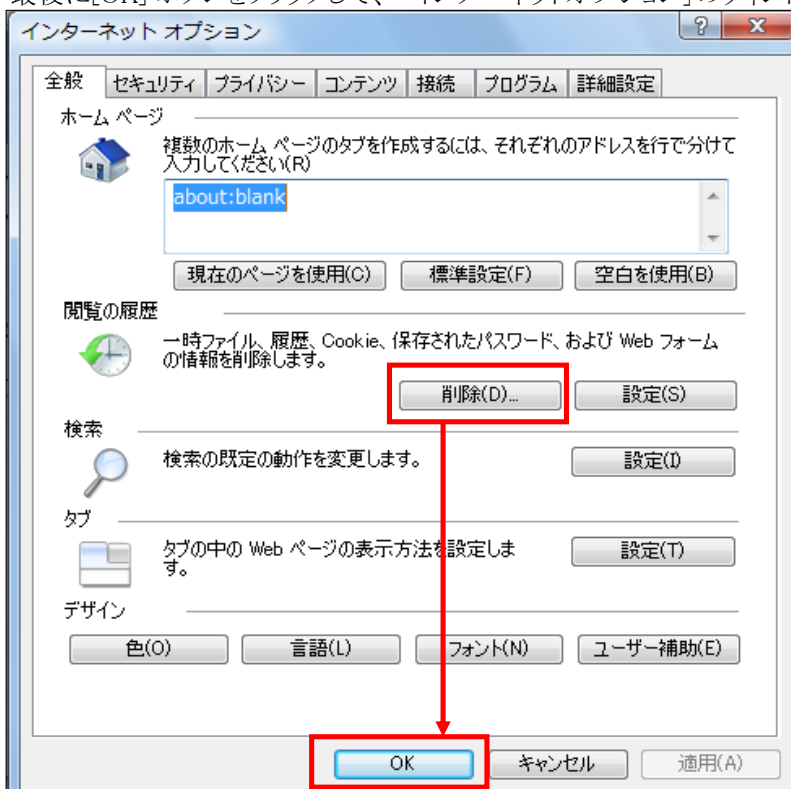 インターネット オプション
全般 セキュリティ プライバシー コンテンツ 接続 プログラム 詳細設定
ホーム ページ
複数のホーム ページのタブを作成するには、それぞれのアドレスを行で分けて
入力してください(R)
about:blank
現在のページを使用(C) 標準設定(F) 空白を使用(B)
閲覧の履歴
一時ファイル、履歴、Cookie、保存されたパスワード、および Web フォーム
の情報を削除します。
削除(D)... 設定(S)
検索
検索の既定の動作を変更します。 設定(I)
タブ
タブの中の Web ページの表示方法を設定しま
す。
設定(T)
デザイン
色(O) 言語(L) フォント(N) ユーザー補助(E)
OK キャンセル 適用(A)